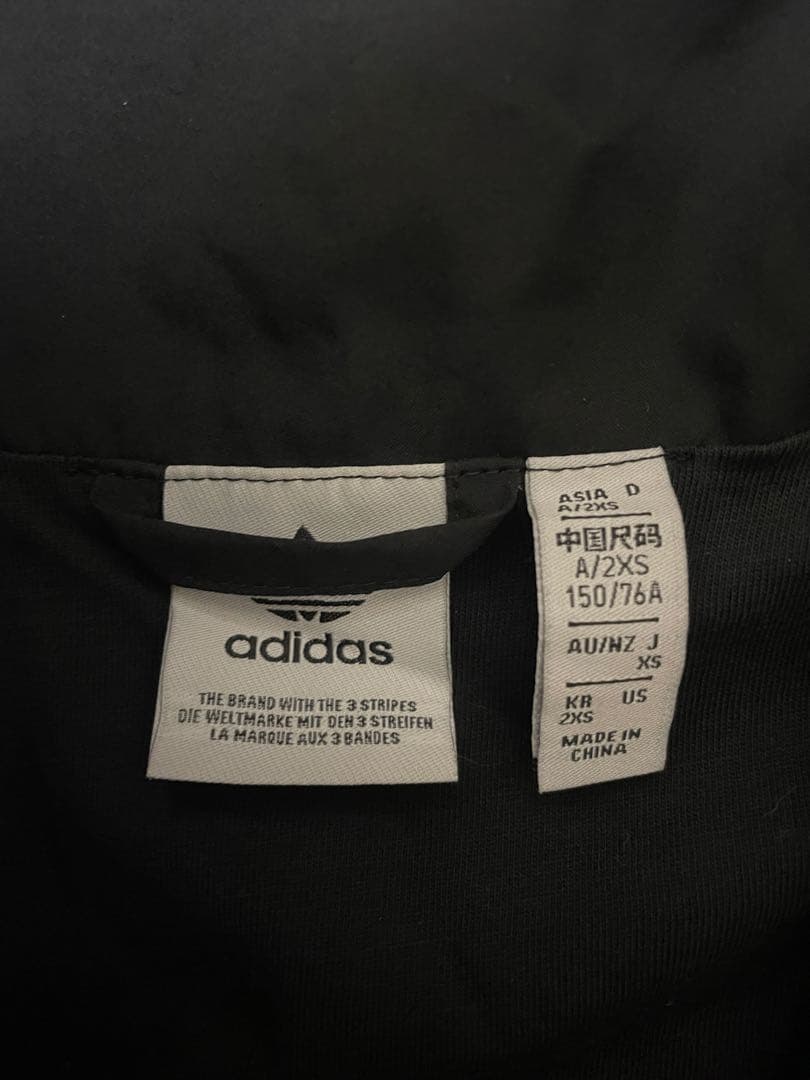 adidas
THE BRAND WITH THE 3 STRIPES
DIE WELTMARKE MIT DEN 3 STREIFEN
LA MARQUE AUX 3 BANDES
ASIA D
A/2XS
中国尺码
A/2XS
150/76A
AU/NZ J
XS
KR US
2XS
MADE IN
CHINA